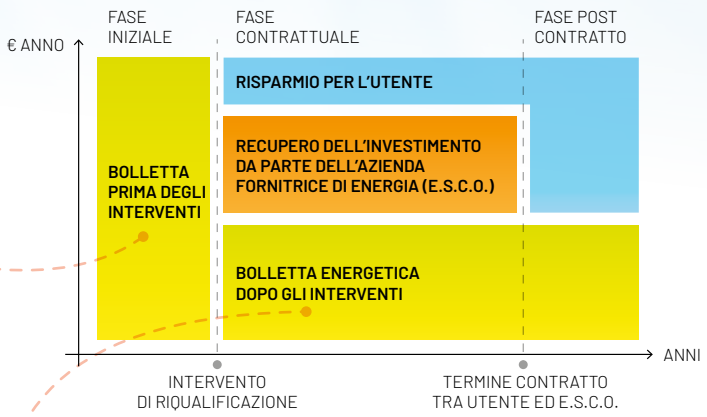 FASE
INIZIALE
FASE
CONTRATTUALE
FASE POST
CONTRATTO
€ ANNO
RISPARMIO PER L'UTENTE
BOLLETTA
PRIMA DEGLI
INTERVENTI
RECUPERO DELL'INVESTIMENTO
DA PARTE DELL'AZIENDA
FORNITRICE DI ENERGIA (E.S.C.O.)
BOLLETTA ENERGETICA
DOPO GLI INTERVENTI
ANNI
INTERVENTO
DI RIQUALIFICAZIONE
TERMINE CONTRATTO
TRA UTENTE ED E.S.C.O.